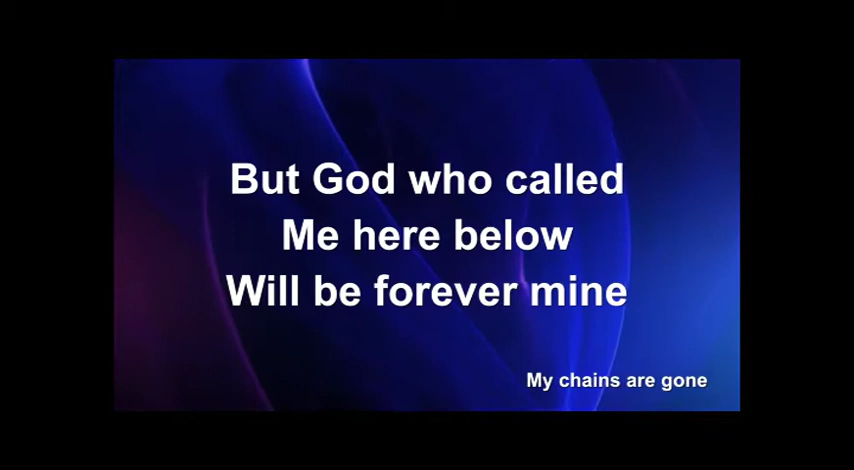 But God who called
Me here below
Will be forever mine
My chains are gone